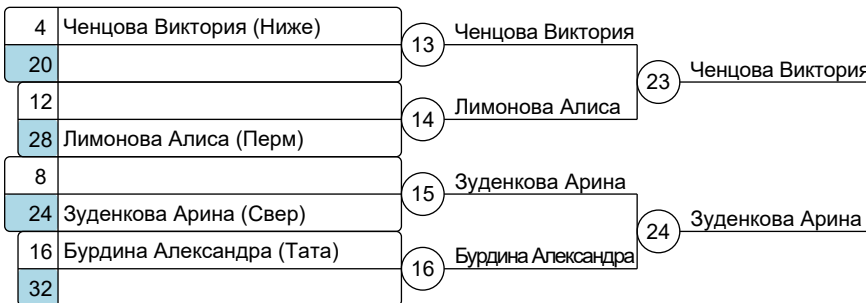 4 Ченцова Виктория (Ниже)
20
12
28 Лимонова Алиса (Перм)
8
24 Зуденкова Арина (Свер)
16 Бурдина Александра (Тата)
32
13 Ченцова Виктория
14 Лимонова Алиса
15 Зуденкова Арина
16 Бурдина Александра
23 Ченцова Виктория
24 Зуденкова Арина